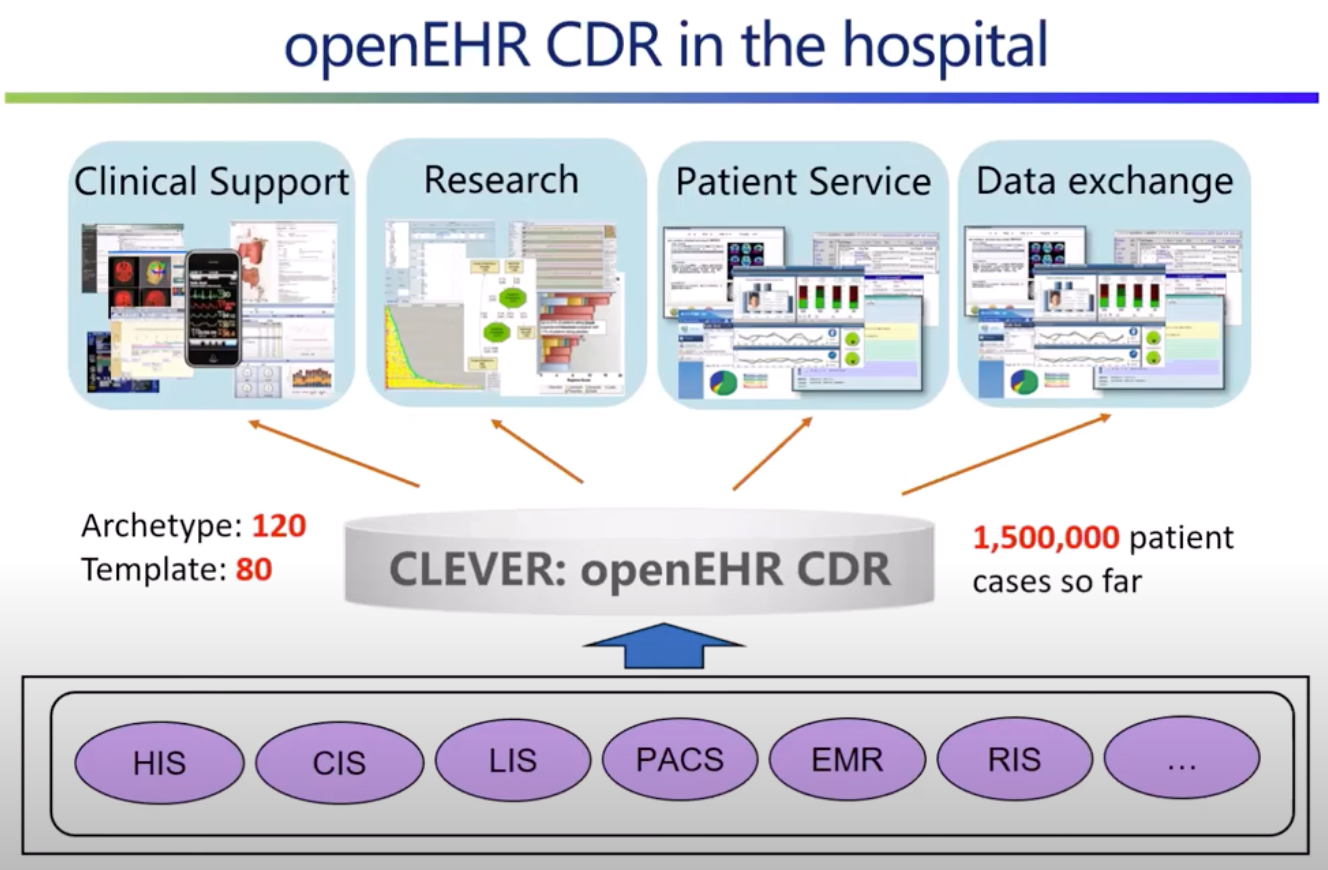 openEHR CDR in the hospital
Clinical Support
Research
Patient Service
Data exchange
Archetype: 120
Template: 80
CLEVER: openEHR CDR
1,500,000 patient
cases so far
HIS
CIS
LIS
PACS
EMR
RIS
...